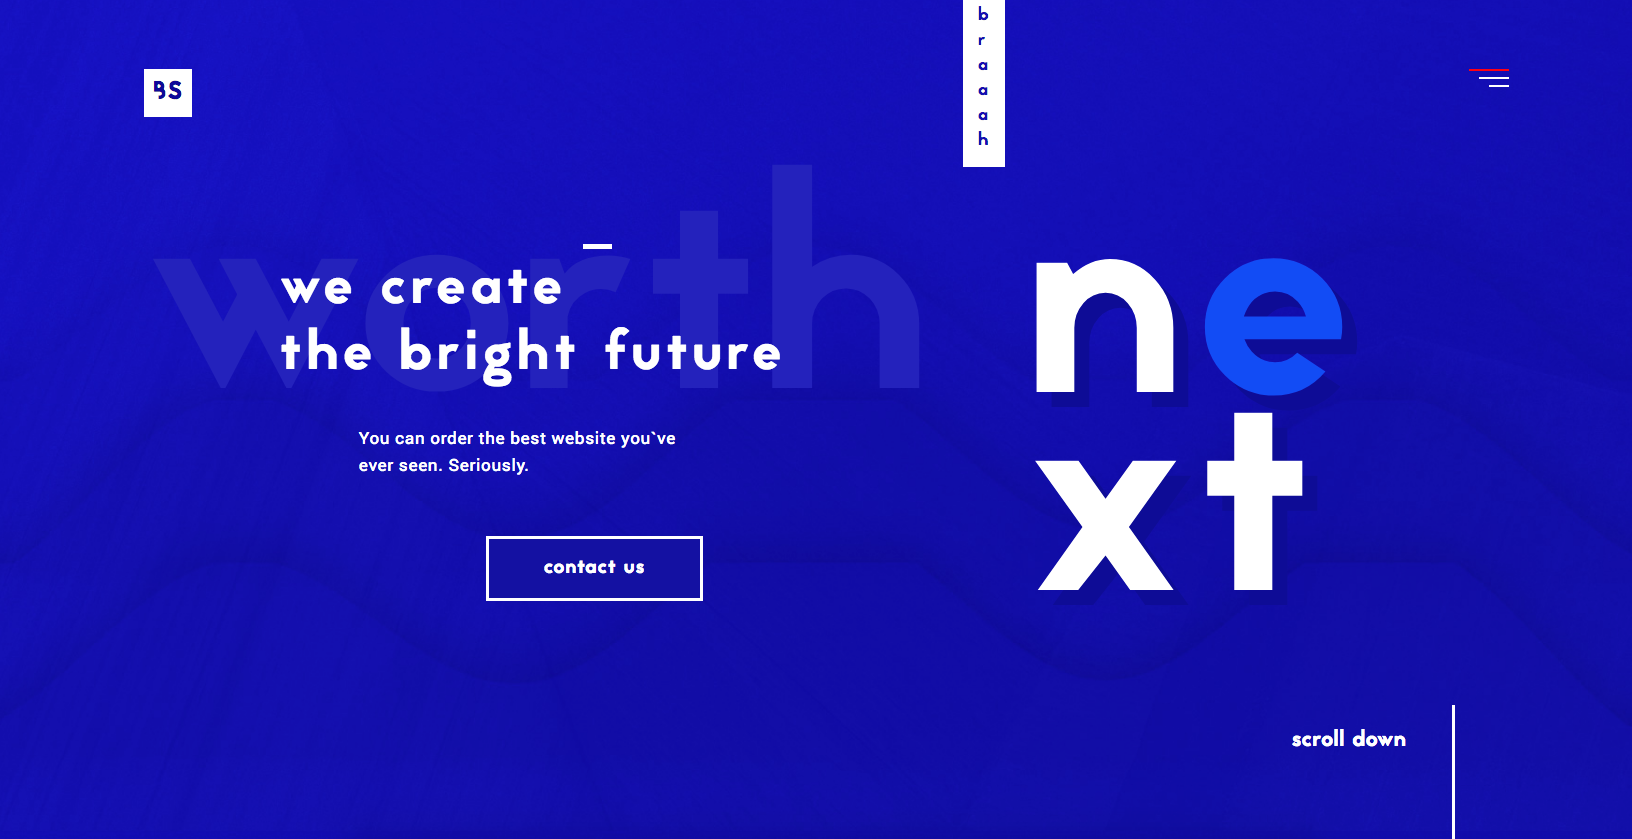 b
r
a
a
a
h
BS
worth
we create
the bright future
You can order the best website you`ve
ever seen. Seriously.
contact us
ne
xt
scroll down